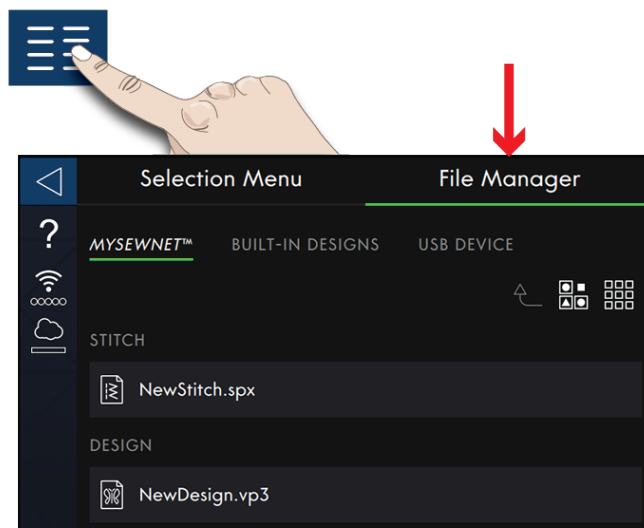 Selection Menu File Manager
?
MYSEWNET™ BUILT-IN DESIGNS USB DEVICE
STITCH
NewStitch.spx
DESIGN
NewDesign.vp3